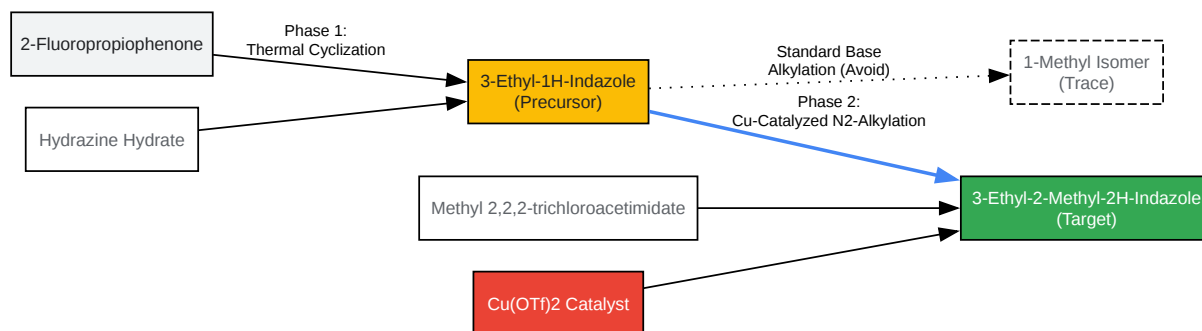 2-Fluoropropiophenone
Phase 1:
Thermal Cyclization
Hydrazine Hydrate
3-Ethyl-1H-Indazole
(Precursor)
Standard Base
Alkylation (Avoid)
1-Methyl Isomer
(Trace)
Phase 2:
Cu-Catalyzed N2-Alkylation
Methyl 2,2,2-trichloroacetimidate
3-Ethyl-2-Methyl-2H-Indazole
(Target)
Cu(OTf)2 Catalyst